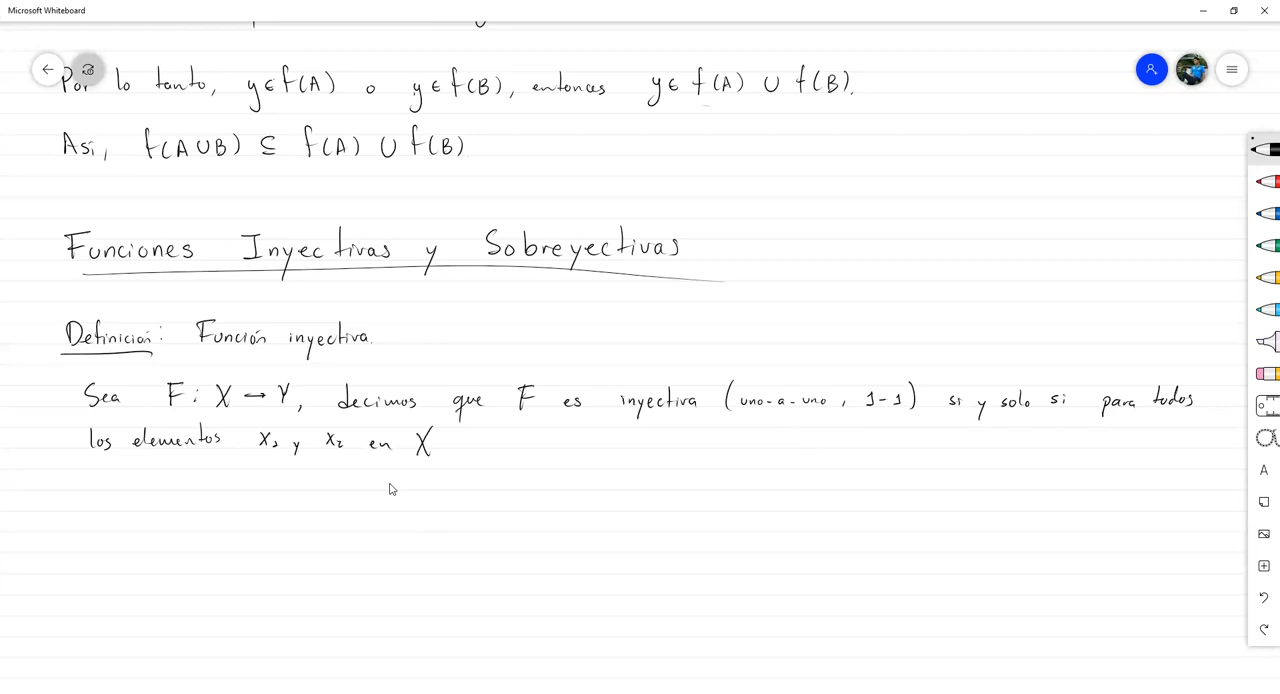 Microsoft Whiteboard
Por lo tanto, y ∈ f(A) o y ∈ f(B), entonces y ∈ f(A) ∪ f(B).
Asi, f(A∪B) ⊆ f(A) ∪ f(B)
Funciones Inyectivas y Sobreyectivas
Definición: Función inyectiva.
Sea F: X → Y, decimos que F es inyectiva (uno-a-uno, 1-1) si y solo si para todos
los elementos x₁ y x₂ en X
A